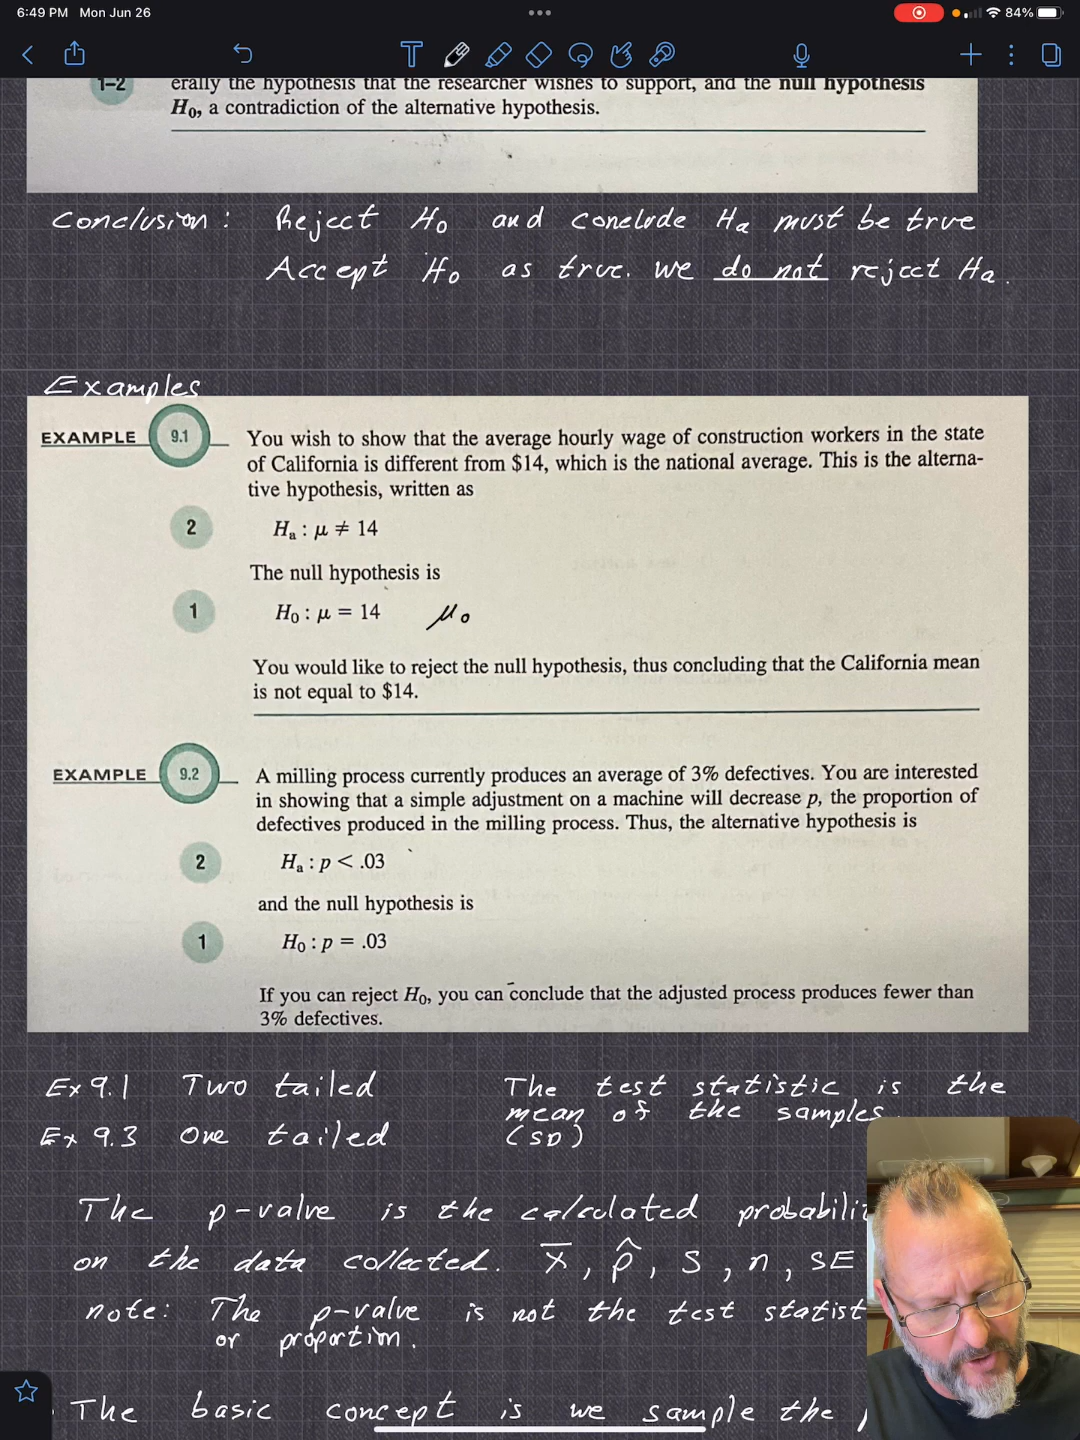 6:49 PM Mon Jun 26
84%
1-2
erally the hypothesis that the researcher wishes to support, and the null hypothesis
H₀, a contradiction of the alternative hypothesis.
Conclusion: Reject H₀ and conclude Hₐ must be true
Accept H₀ as true. we do not reject Hₐ.
Examples
EXAMPLE 9.1 You wish to show that the average hourly wage of construction workers in the state
of California is different from $14, which is the national average. This is the alterna-
tive hypothesis, written as
2 Hₐ : μ ≠ 14
The null hypothesis is
1 H₀ : μ = 14 μ₀
You would like to reject the null hypothesis, thus concluding that the California mean
is not equal to $14.
EXAMPLE 9.2 A milling process currently produces an average of 3% defectives. You are interested
in showing that a simple adjustment on a machine will decrease p, the proportion of
defectives produced in the milling process. Thus, the alternative hypothesis is
2 Hₐ : p < .03
and the null hypothesis is
1 H₀ : p = .03
If you can reject H₀, you can conclude that the adjusted process produces fewer than
3% defectives.
Ex 9.1 Two tailed
Ex 9.3 One tailed
The test statistic is the
mean of the samples.
(SD)
The p-value is the calculated
on the data collected. x̄, p̂, S, n, SE
note: The p-value is not the test
or proportion.
The basic concept is we sample the